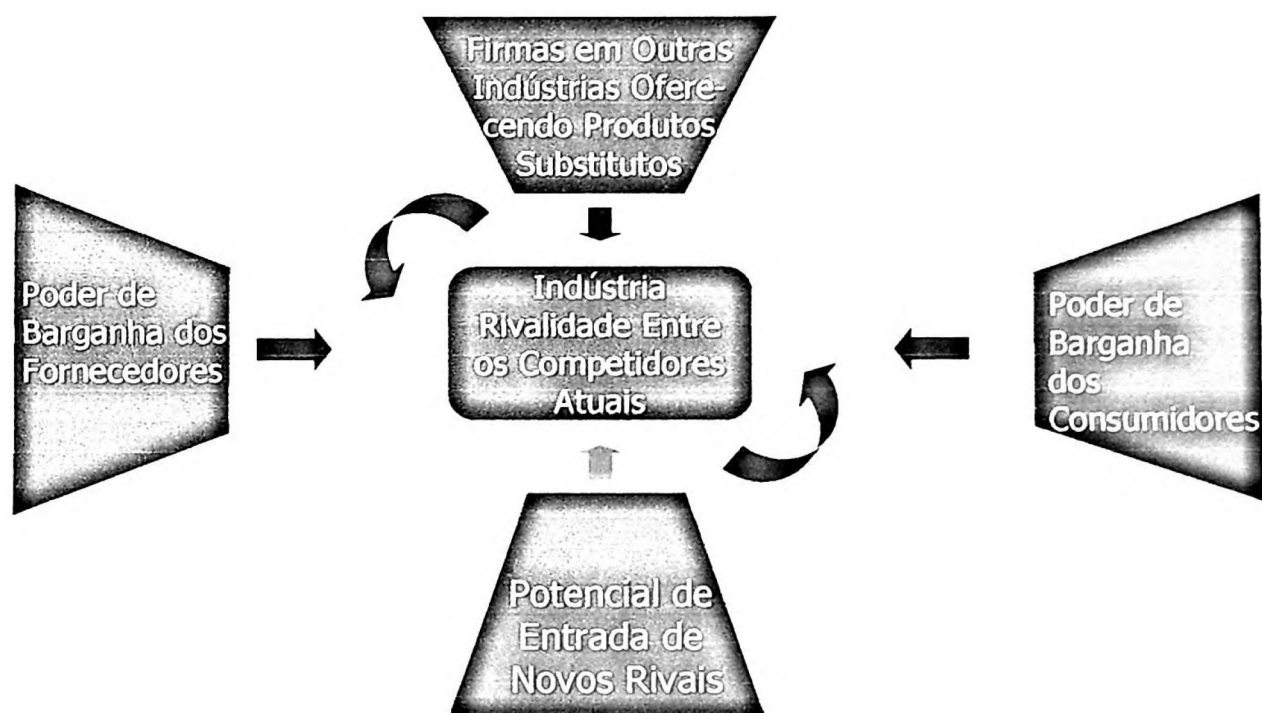 Firmas em Outras
Indústrias Ofere-
cendo Produtos
Substitutos
Poder de
Barganha dos
Fornecedores
Indústria
Rivalidade Entre
os Competidores
Atuais
Poder de
Barganha
dos
Consumidores
Potencial de
Entrada de
Novos Rivais